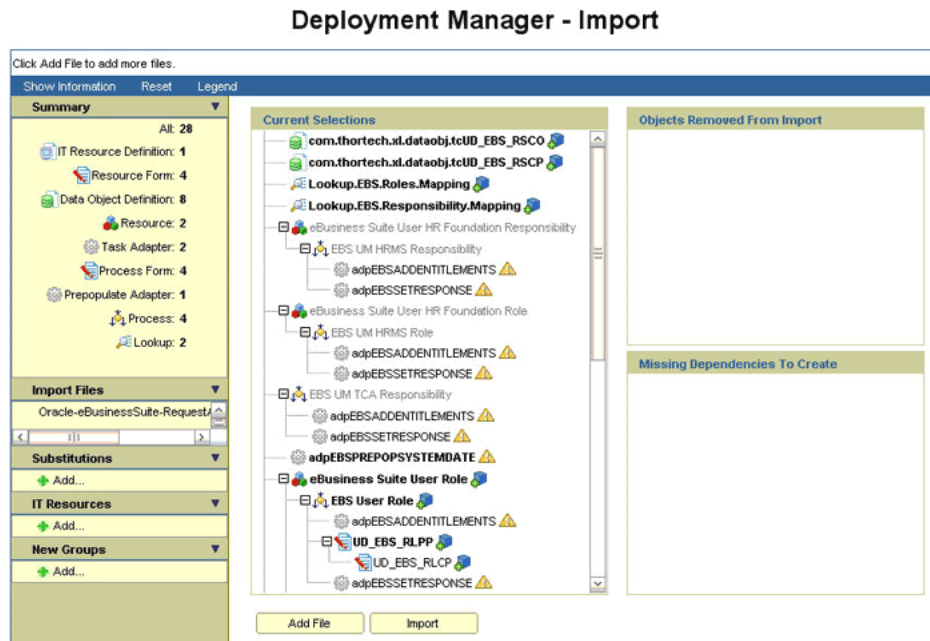 Deployment Manager - Import
Click Add File to add more files.
Show Information Reset Legend
Summary
All: 28
IT Resource Definition: 1
Resource Form: 4
Data Object Definition: 8
Resource: 2
Task Adapter: 2
Process Form: 4
Prepopulate Adapter: 1
Process: 4
Lookup: 2
Import Files
Oracle-eBusinessSuite-Request
Substitutions
Add...
IT Resources
Add...
New Groups
Add...
Current Selections
com.thortech.xl.dataobj.tcUD_EBS_RSCO
com.thortech.xl.dataobj.tcUD_EBS_RSCP
Lookup.EBS.Roles.Mapping
Lookup.EBS.Responsibility.Mapping
eBusiness Suite User HR Foundation Responsibility
EBS UM HRMS Responsibility
adpEBSADDENTITLEMENTS
adpEBSSETRESPONSE
eBusiness Suite User HR Foundation Role
EBS UM HRMS Role
adpEBSADDENTITLEMENTS
adpEBSSETRESPONSE
EBS UM TCA Responsibility
adpEBSADDENTITLEMENTS
adpEBSSETRESPONSE
adpEBSPREPOPSYSTEMDATE
eBusiness Suite User Role
EBS User Role
adpEBSADDENTITLEMENTS
UD_EBS_RLPP
UD_EBS_RLCP
adpEBSSETRESPONSE
Add File Import
Objects Removed From Import
Missing Dependencies To Create